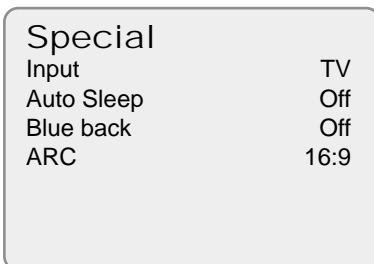 Special
Input TV
Auto Sleep Off
Blue back Off
ARC 16:9